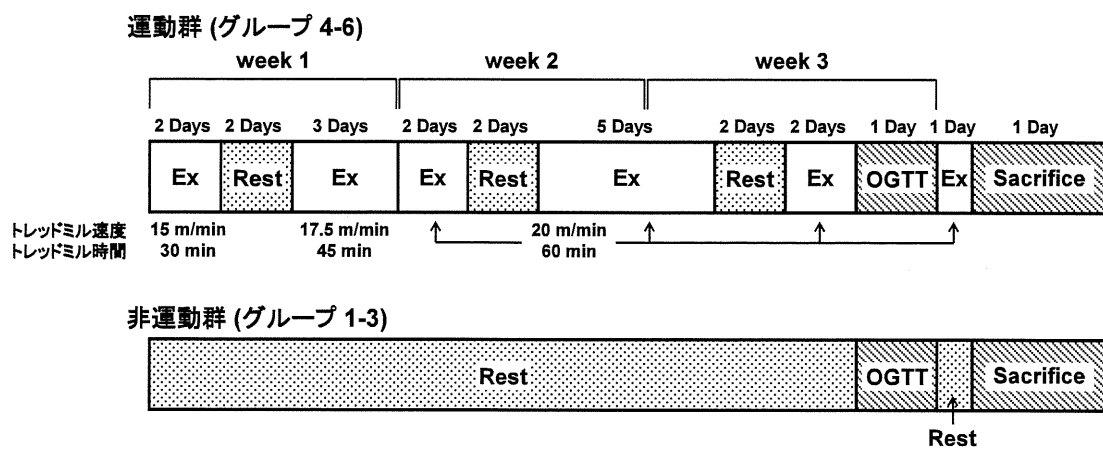 運動群 (グループ 4-6)
week 1 week 2 week 3
2 Days 2 Days 3 Days 2 Days 2 Days 5 Days 2 Days 2 Days 1 Day 1 Day 1 Day
Ex Rest Ex Ex Rest Ex Rest Ex OGTT Ex Sacrifice
トレッドミル速度 15 m/min 17.5 m/min 20 m/min
トレッドミル時間 30 min 45 min 60 min
非運動群 (グループ 1-3)
Rest OGTT Sacrifice
Rest